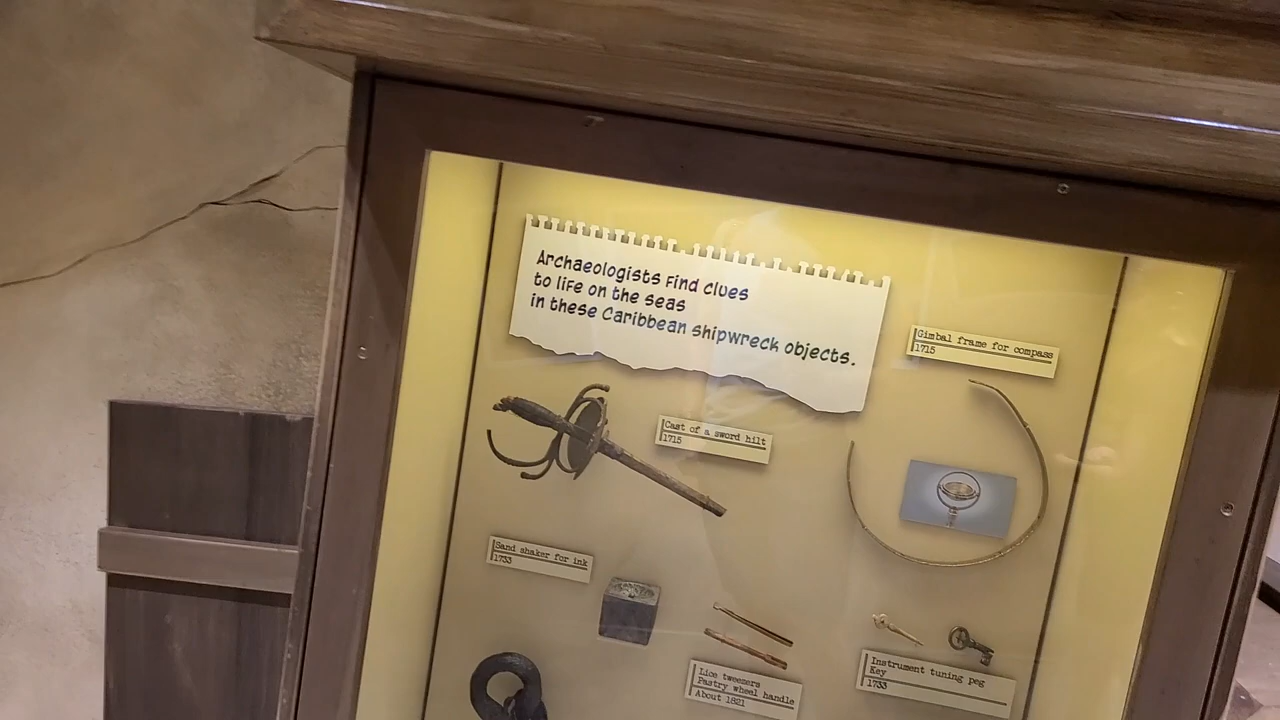 Archaeologists find clues
to life on the seas
in these Caribbean shipwreck objects.
Gimbal frame for compass
1715
Cast of a sword hilt
1715
Sand shaker for ink
1733
Lice tweezers
Pastry wheel handle
About 1821
Instrument tuning peg
Key
1733